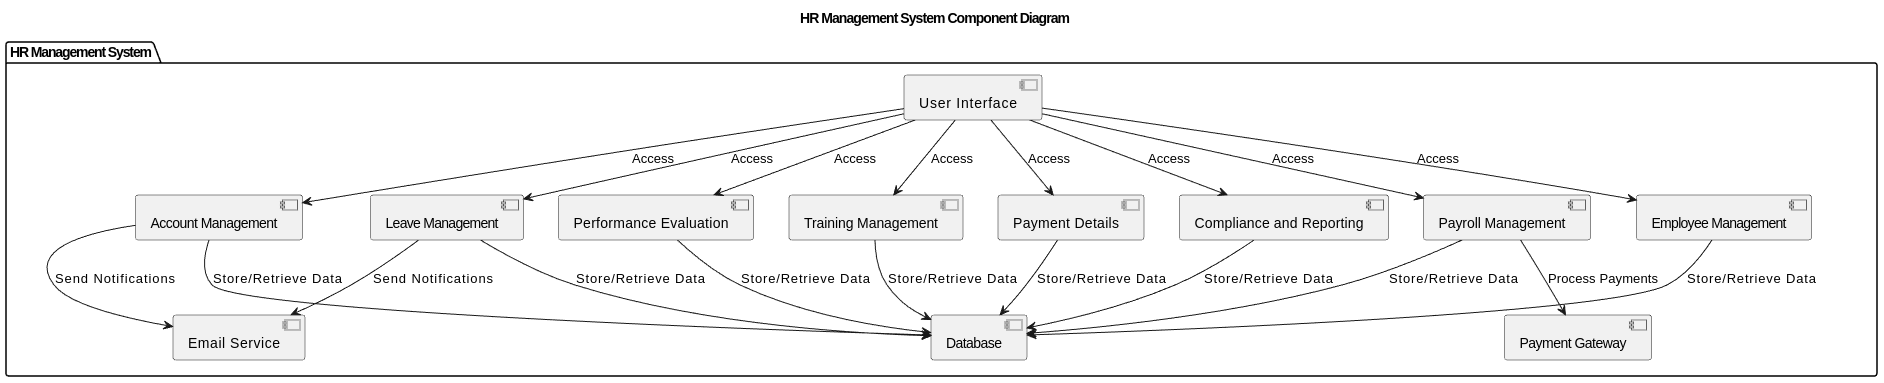 HR Management System Component Diagram
HR Management System
User Interface
Access
Access
Access
Access
Access
Access
Access
Access
Account Management
Leave Management
Performance Evaluation
Training Management
Payment Details
Compliance and Reporting
Payroll Management
Employee Management
Send Notifications
Store/Retrieve Data
Send Notifications
Store/Retrieve Data
Store/Retrieve Data
Store/Retrieve Data
Store/Retrieve Data
Store/Retrieve Data
Store/Retrieve Data
Process Payments
Store/Retrieve Data
Email Service
Database
Payment Gateway